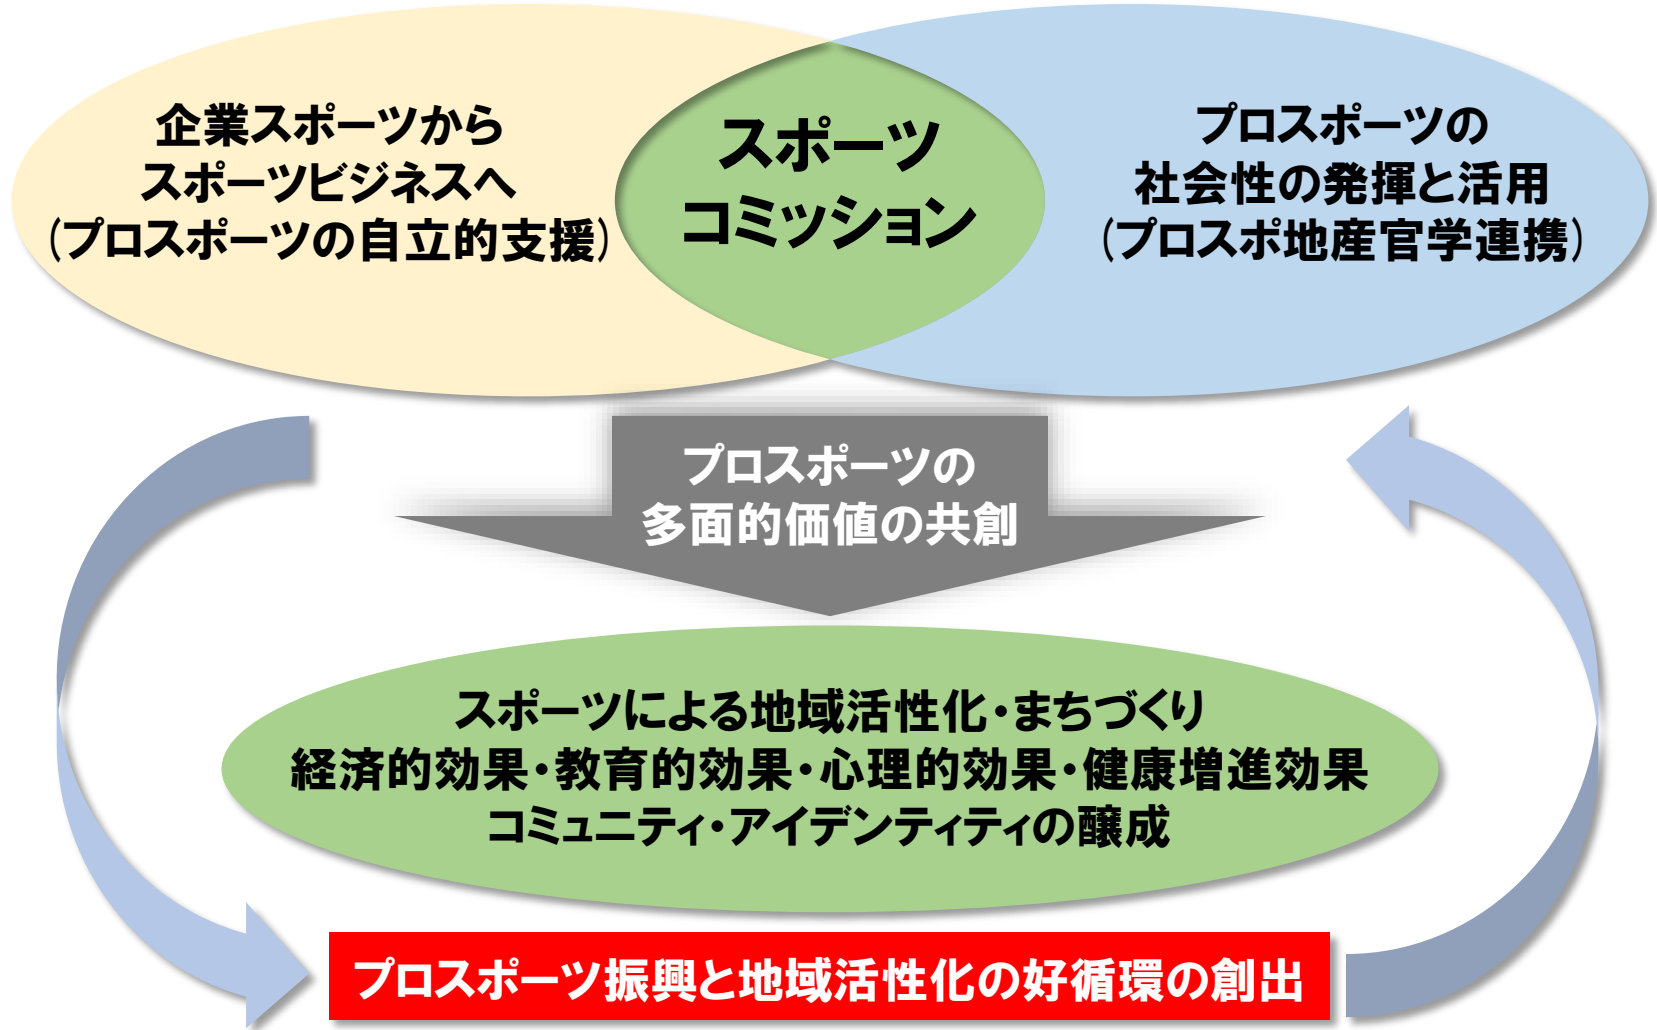 企業スポーツから
スポーツビジネスへ
(プロスポーツの自立的支援)
スポーツ
コミッション
プロスポーツの
社会性の発揮と活用
(プロスポ地産官学連携)
プロスポーツの
多面的価値の共創
スポーツによる地域活性化・まちづくり
経済的効果・教育的効果・心理的効果・健康増進効果
コミュニティ・アイデンティティの醸成
プロスポーツ振興と地域活性化の好循環の創出